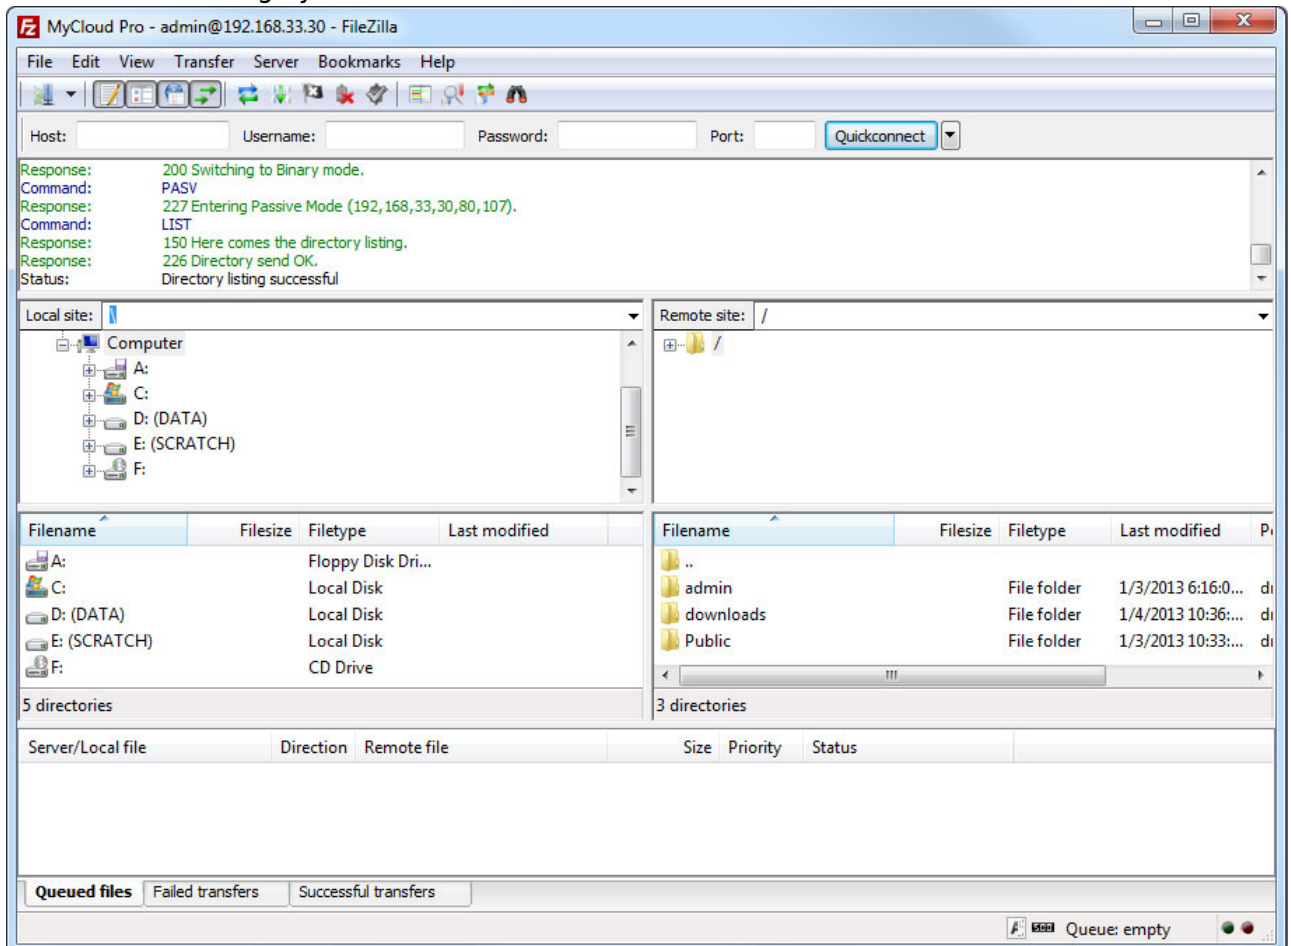 MyCloud Pro - admin@192.168.33.30 - FileZilla
File Edit View Transfer Server Bookmarks Help
Host: Username: Password: Port: Quickconnect
Response: 200 Switching to Binary mode.
Command: PASV
Response: 227 Entering Passive Mode (192,168,33,30,80,107).
Command: LIST
Response: 150 Here comes the directory listing.
Response: 226 Directory send OK.
Status: Directory listing successful
Local site: \
Computer
A:
C:
D: (DATA)
E: (SCRATCH)
F:
Remote site: /
/
Filename Filesize Filetype Last modified
A: Floppy Disk Dri...
C: Local Disk
D: (DATA) Local Disk
E: (SCRATCH) Local Disk
F: CD Drive
5 directories
Filename Filesize Filetype Last modified
..
admin File folder 1/3/2013 6:16:0...
downloads File folder 1/4/2013 10:36:...
Public File folder 1/3/2013 10:33:...
3 directories
Server/Local file Direction Remote file Size Priority Status
Queued files Failed transfers Successful transfers
Queue: empty